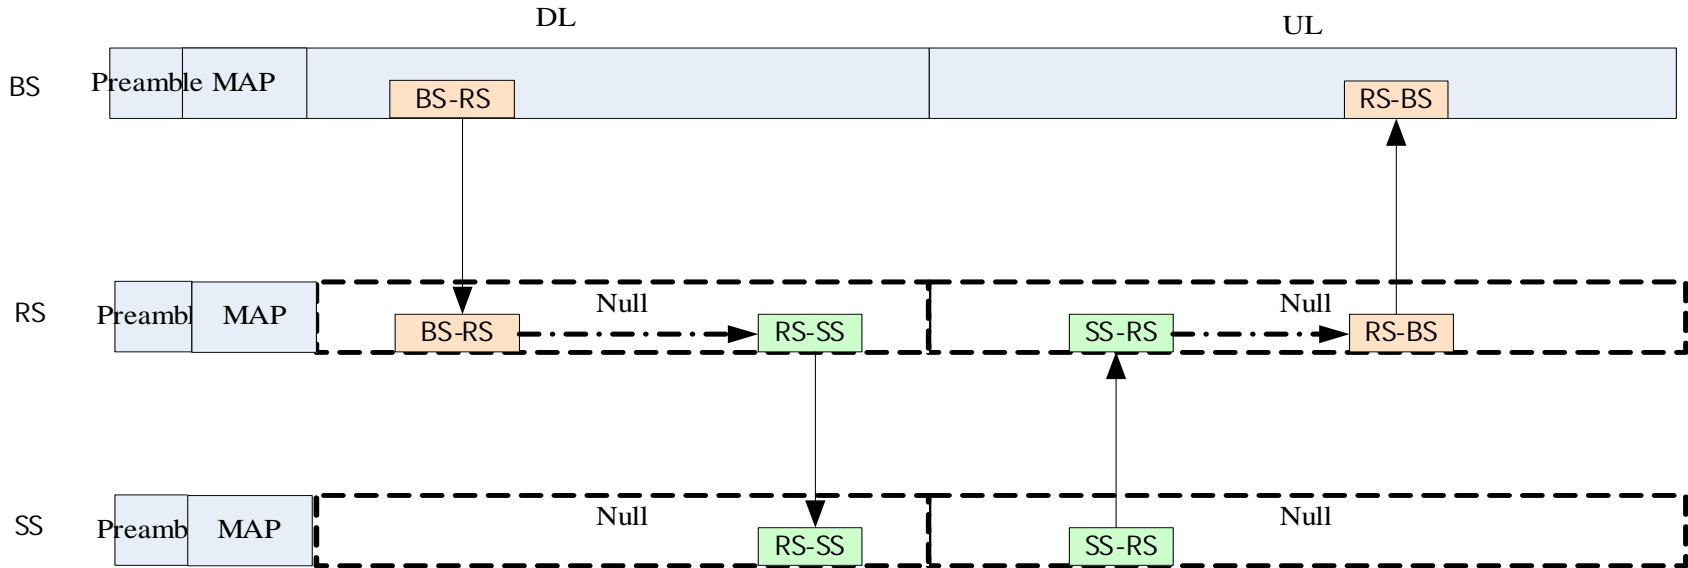 DL
UL
BS
Preamble MAP
BS-RS
RS-BS
RS
Preambl
MAP
Null
Null
BS-RS
RS-SS
SS-RS
RS-BS
SS
Preamb
MAP
Null
Null
RS-SS
SS-RS